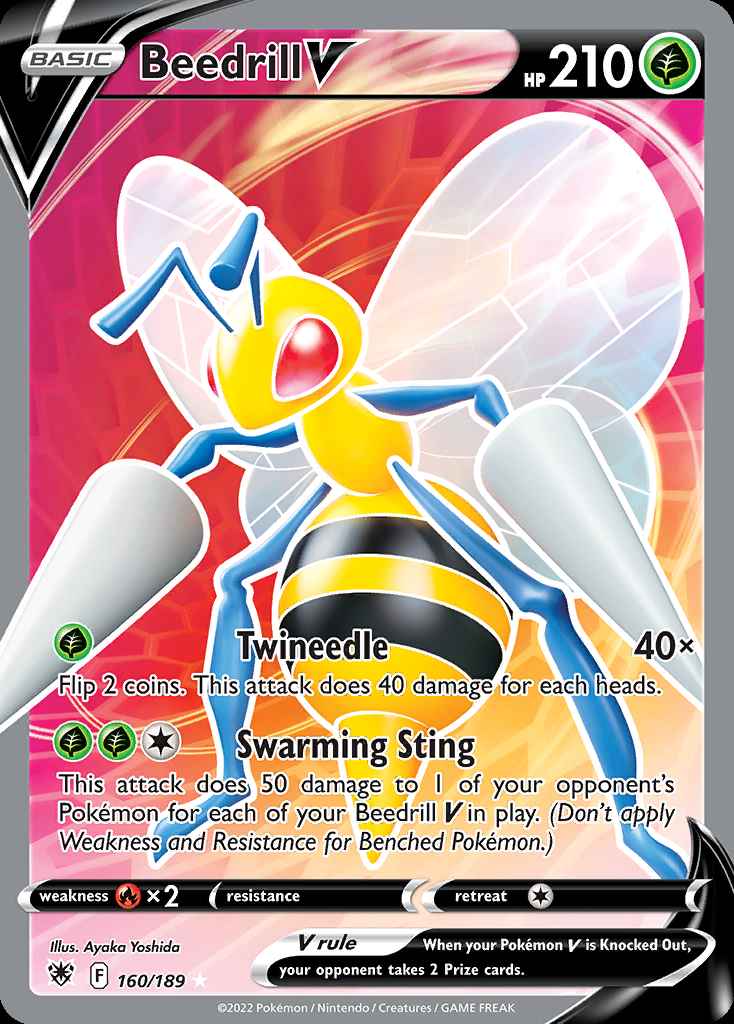 BASIC Beedrill V HP 210
Twineedle 40×
Flip 2 coins. This attack does 40 damage for each heads.
Swarming Sting
This attack does 50 damage to 1 of your opponent's
Pokémon for each of your Beedrill V in play. (Don't apply
Weakness and Resistance for Benched Pokémon.)
weakness ×2 resistance retreat
Illus. Ayaka Yoshida
V rule When your Pokémon V is Knocked Out,
your opponent takes 2 Prize cards.
F 160/189
©2022 Pokémon / Nintendo / Creatures / GAME FREAK